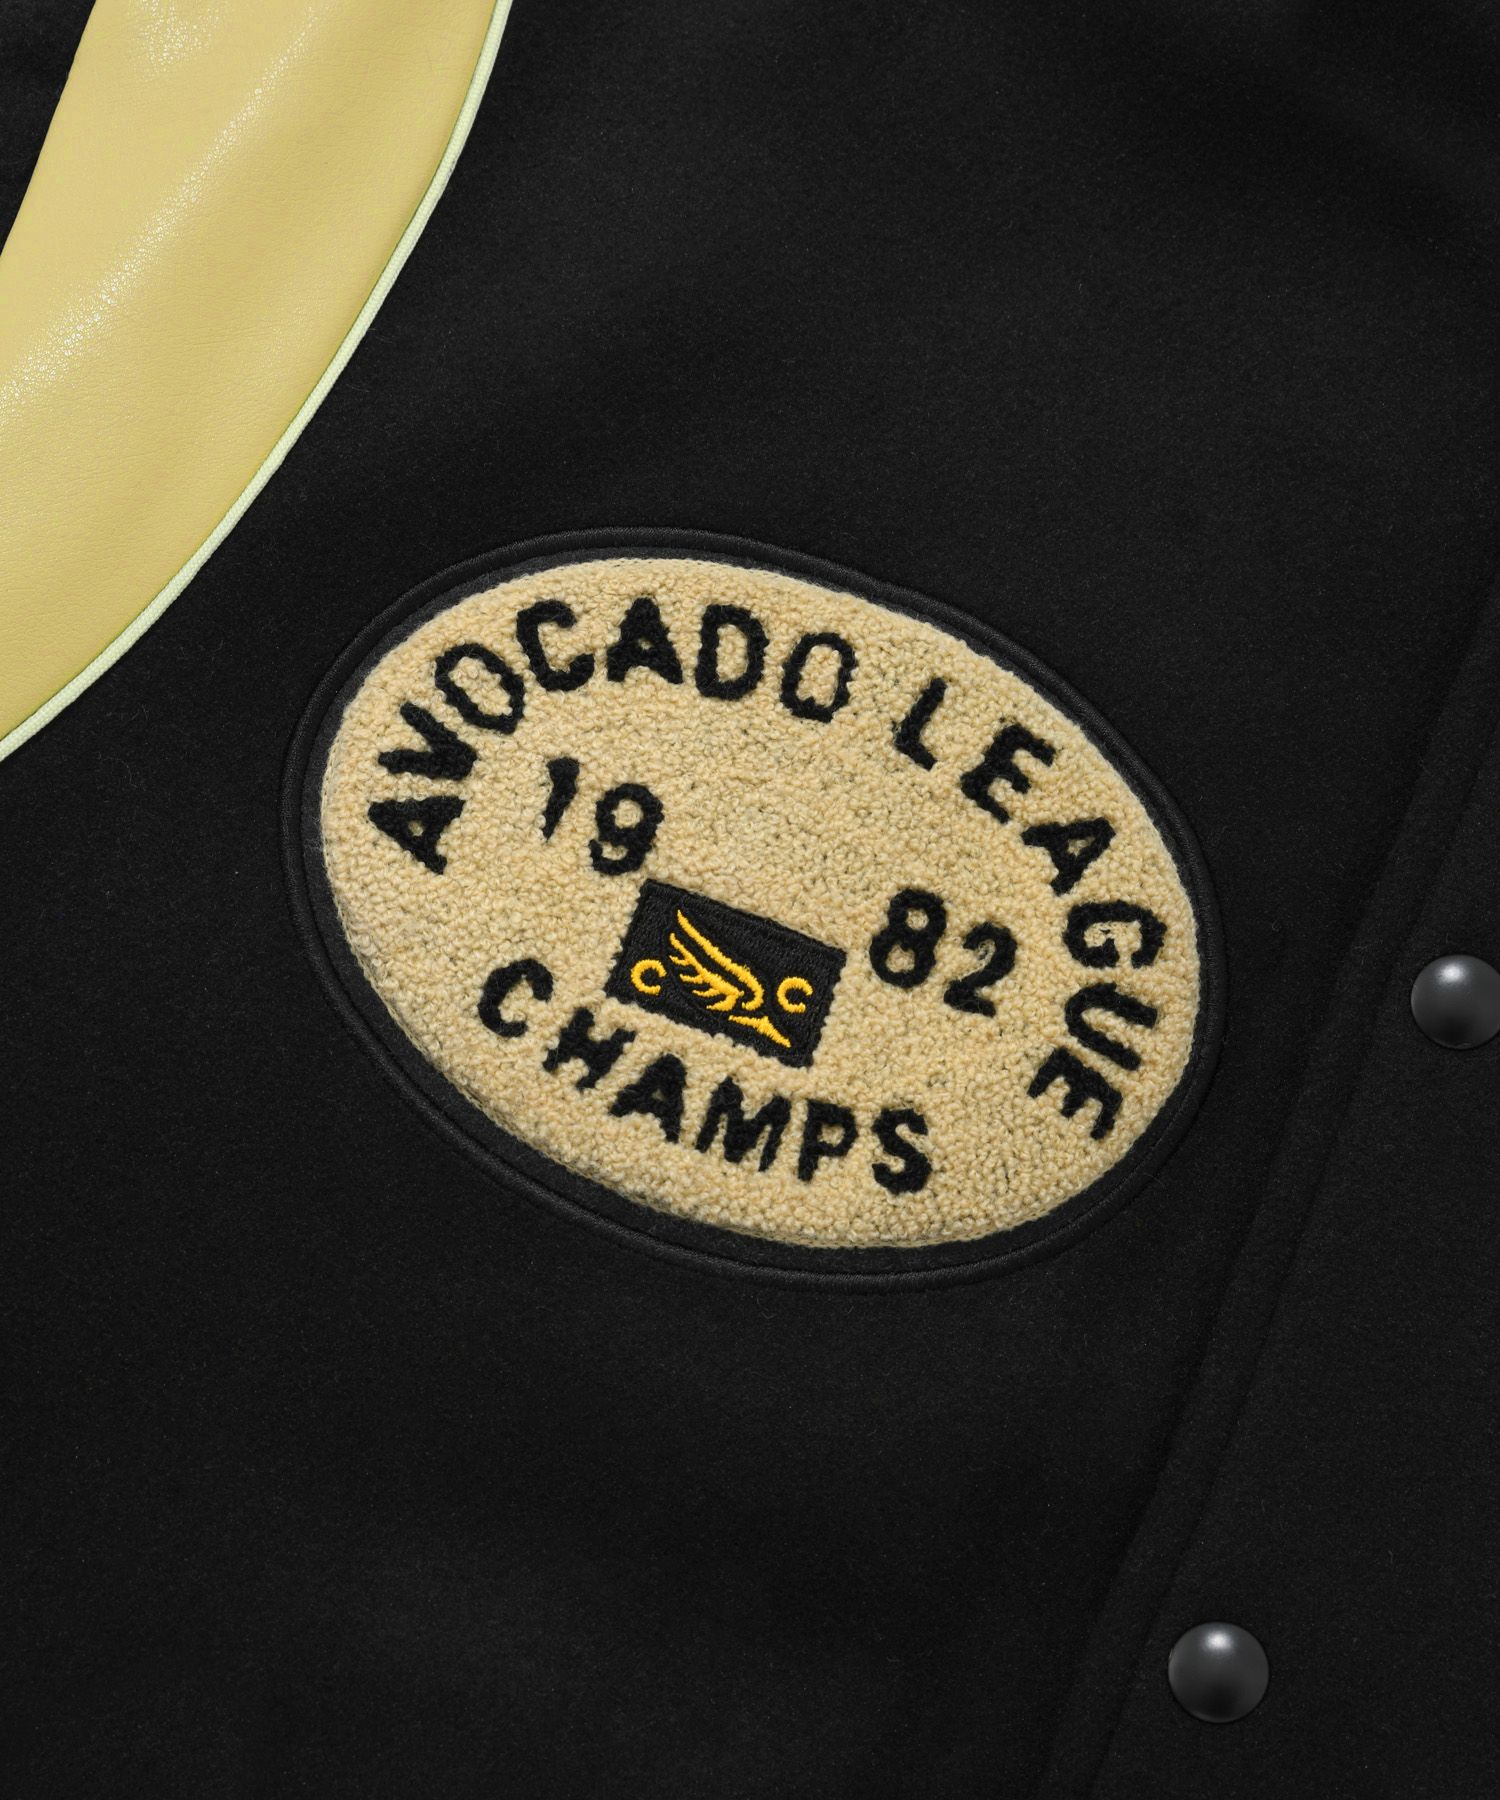 AVOCADO LEAGUE
'19 82
C C
CHAMPS